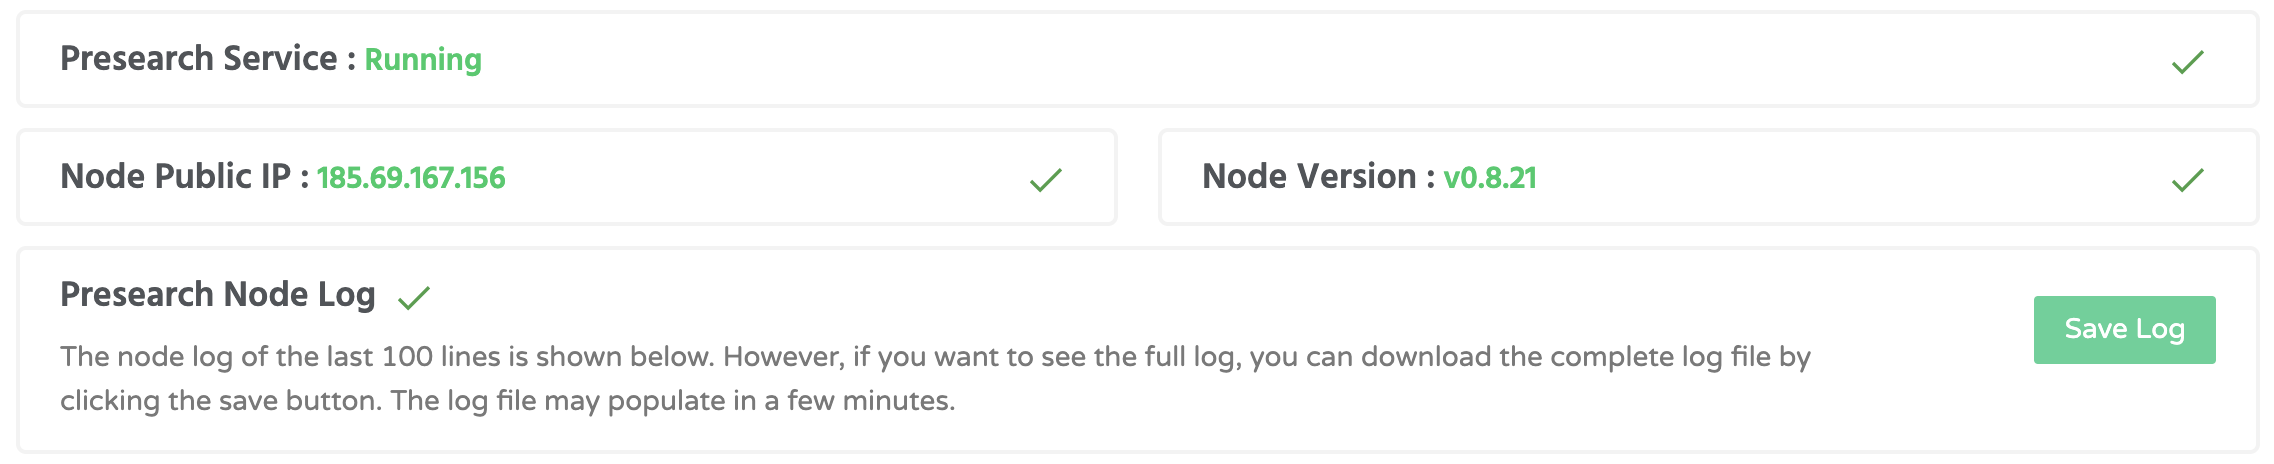 Presearch Service : Running
Node Public IP : 185.69.167.156
Node Version : v0.8.21
Presearch Node Log
The node log of the last 100 lines is shown below. However, if you want to see the full log, you can download the complete log file by
clicking the save button. The log file may populate in a few minutes.
Save Log